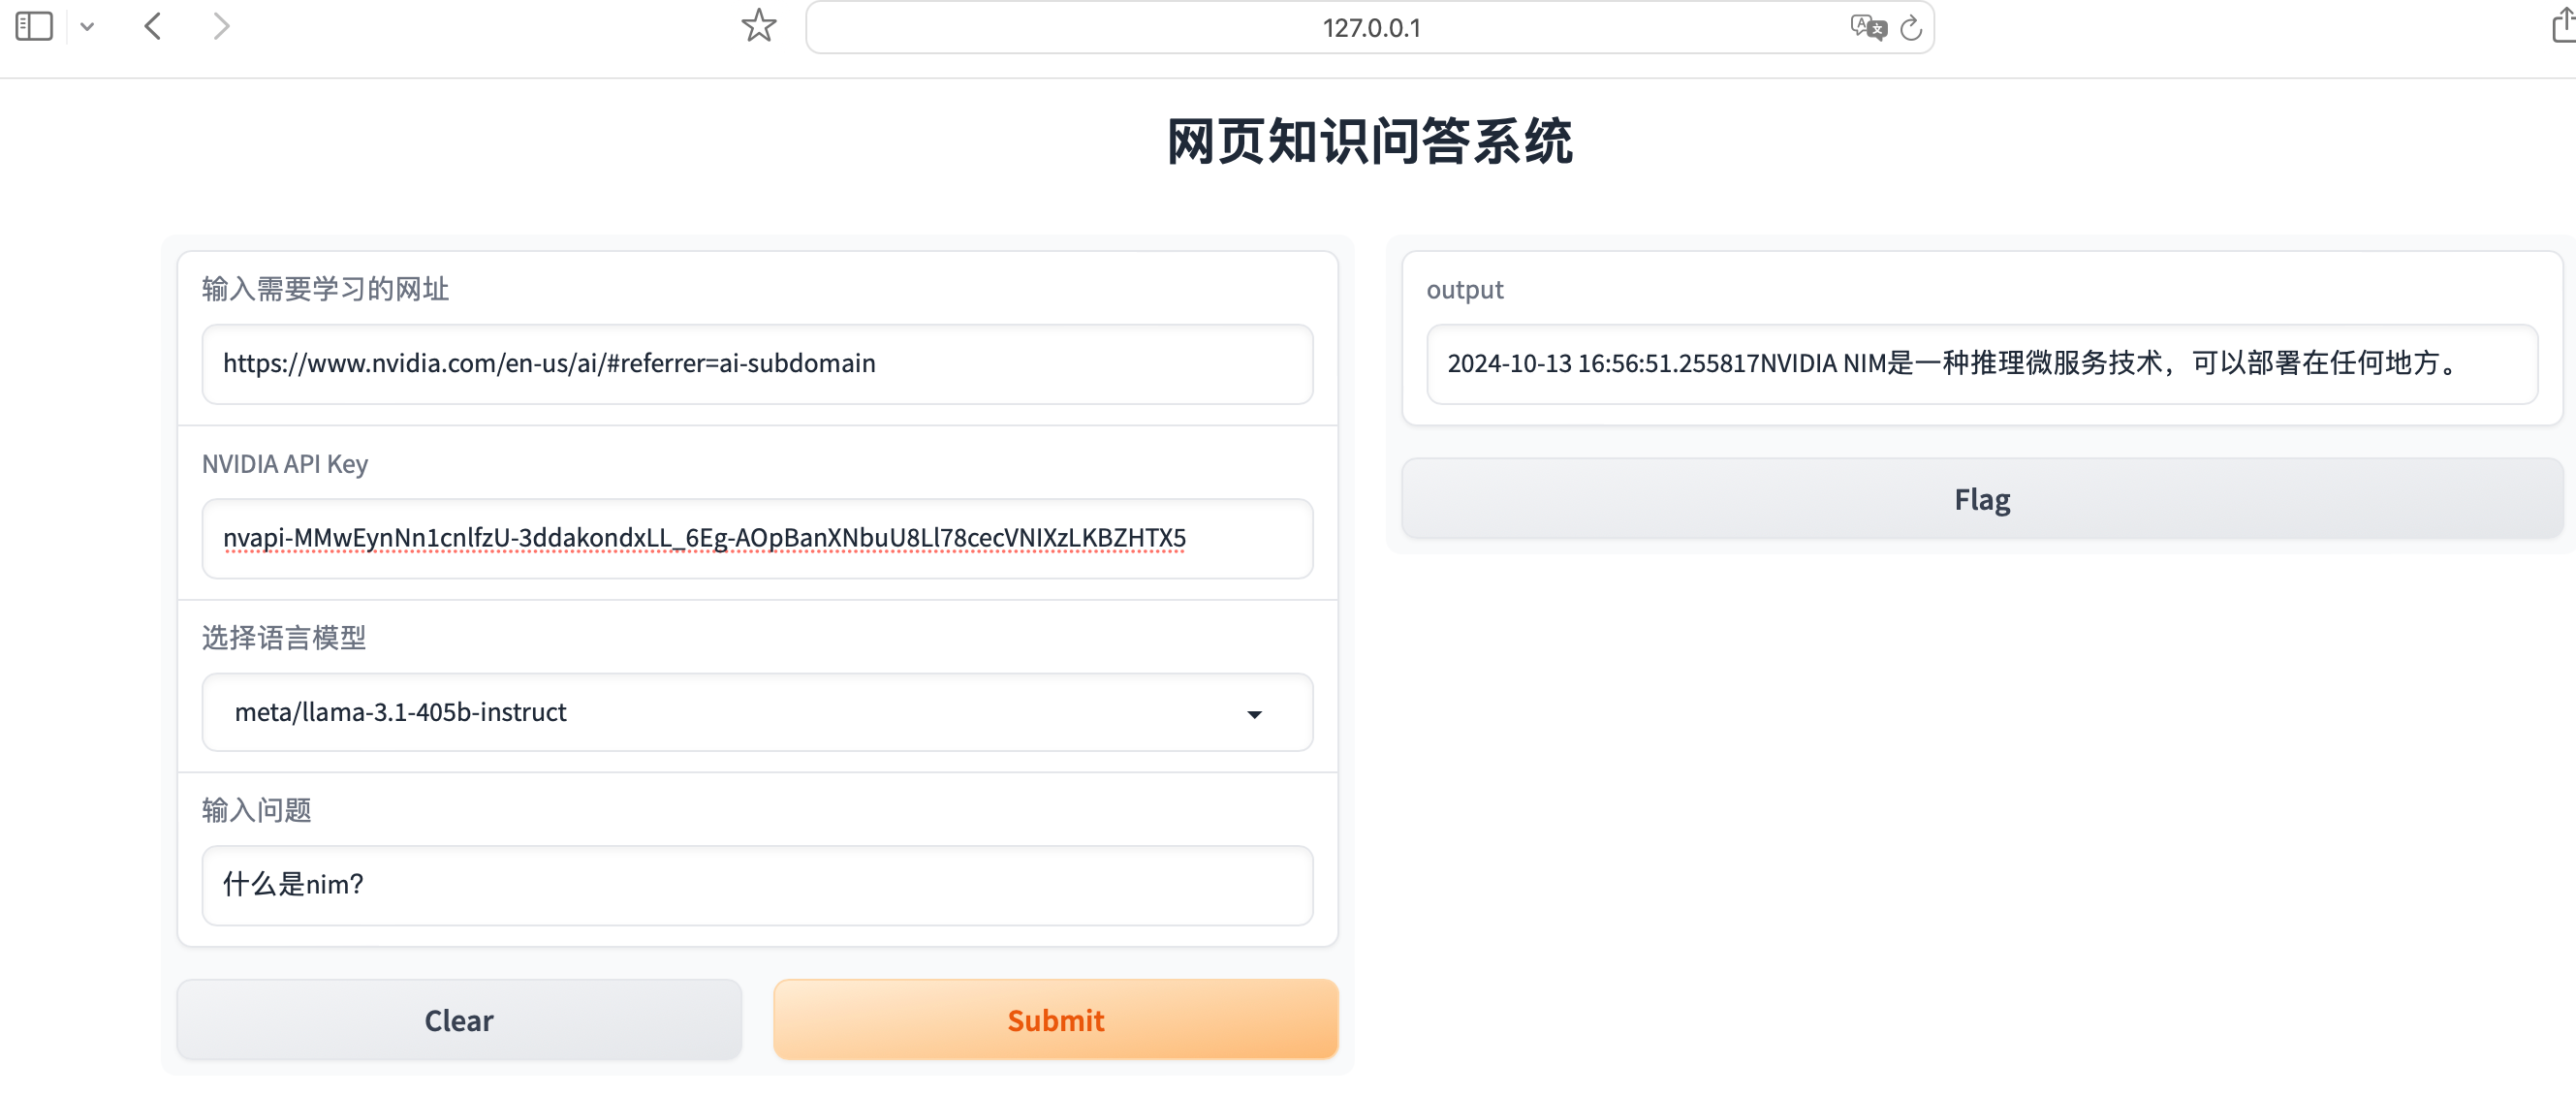 127.0.0.1
网页知识问答系统
输入需要学习的网址
https://www.nvidia.com/en-us/ai/#referrer=ai-subdomain
NVIDIA API Key
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
选择语言模型
meta/llama-3.1-405b-instruct
输入问题
什么是nim?
Clear
Submit
output
2024-10-13 16:56:51.255817NVIDIA NIM是一种推理微服务技术，可以部署在任何地方。
Flag